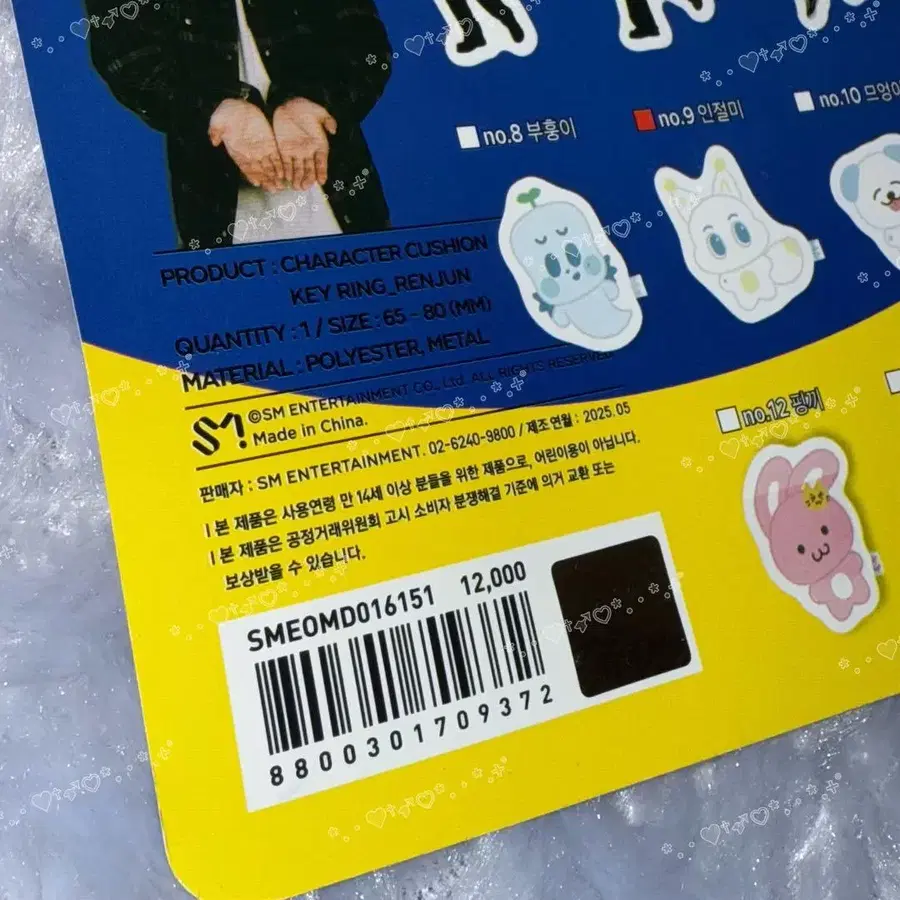 no.8 부흥이
no.9 인절미
no.10 므엉이
PRODUCT : CHARACTER CUSHION
KEY RING_RENJUN
QUANTITY : 1 / SIZE : 65 - 80 (MM)
MATERIAL : POLYESTER, METAL
©SM ENTERTAINMENT CO., Ltd. ALL RIGHTS RESERVED
Made in China.
판매자 : SM ENTERTAINMENT. 02-6240-9800 / 제조연월 : 2025.05
| 본 제품은 사용연령 만 14세 이상 분들을 위한 제품으로, 어린이용이 아닙니다.
| 본 제품은 공정거래위원회 고시 소비자 분쟁해결 기준에 의거 교환 또는
보상받을 수 있습니다.
no.12 핑끼
SMEOMD016151 12,000
8800301709372